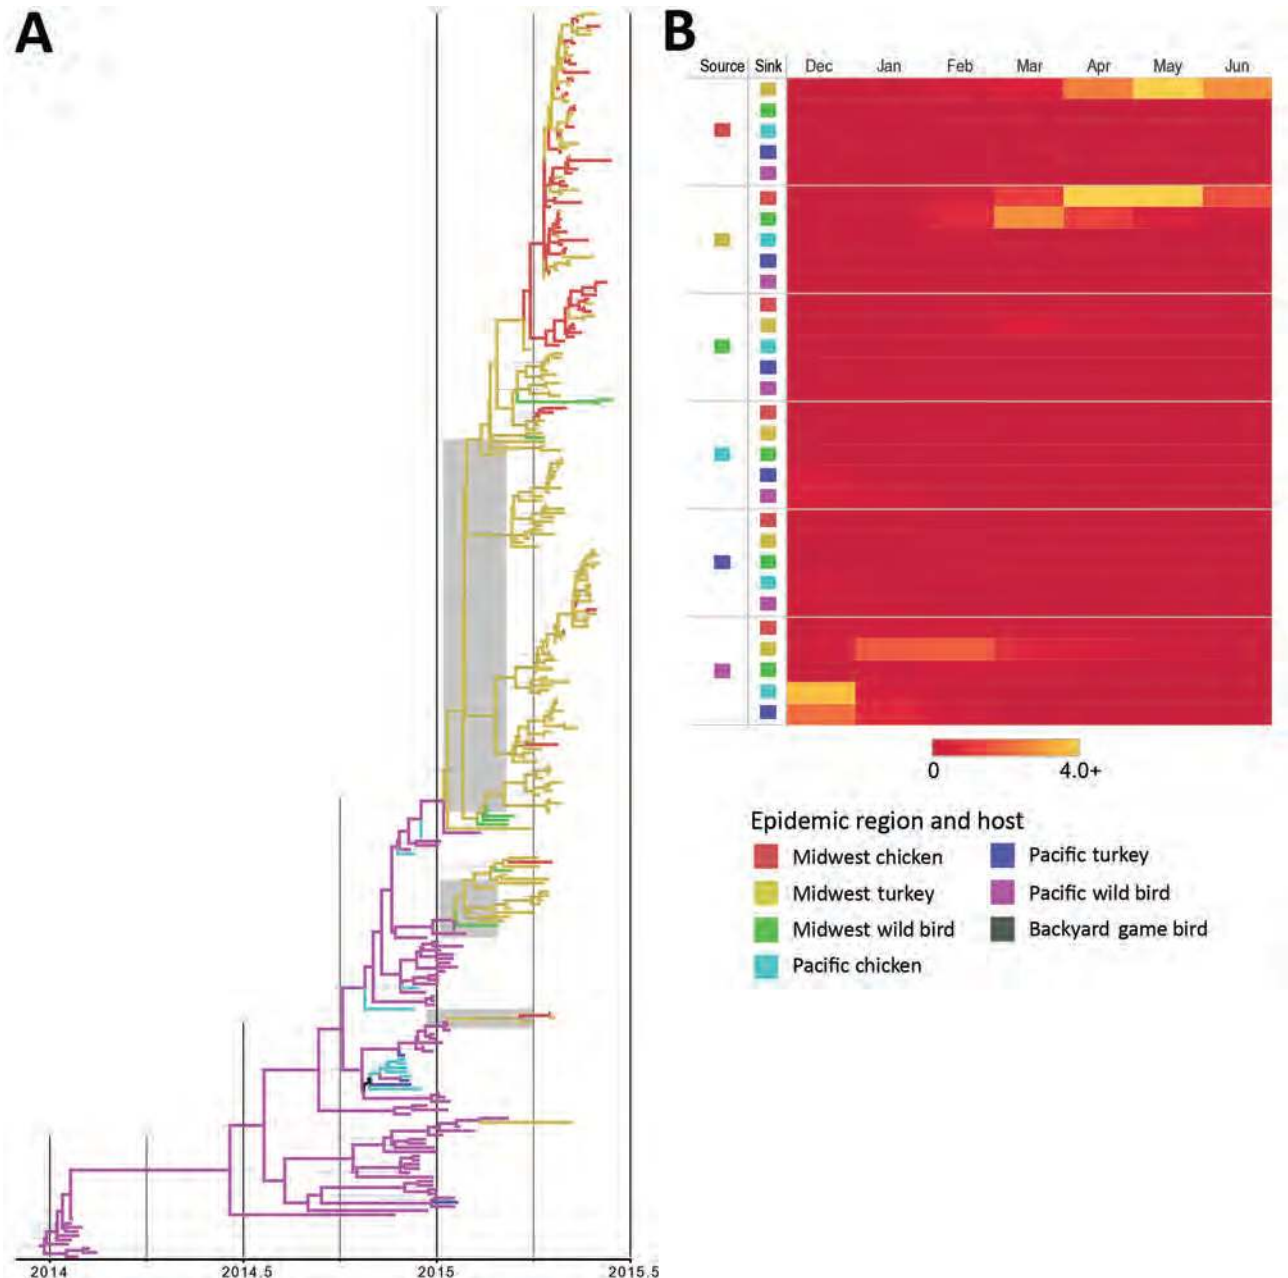 A
2014
2014.5
2015
2015.5
B
Source Sink Dec Jan Feb Mar Apr May Jun
0 4.0+
Epidemic region and host
Midwest chicken
Midwest turkey
Midwest wild bird
Pacific chicken
Pacific turkey
Pacific wild bird
Backyard game bird